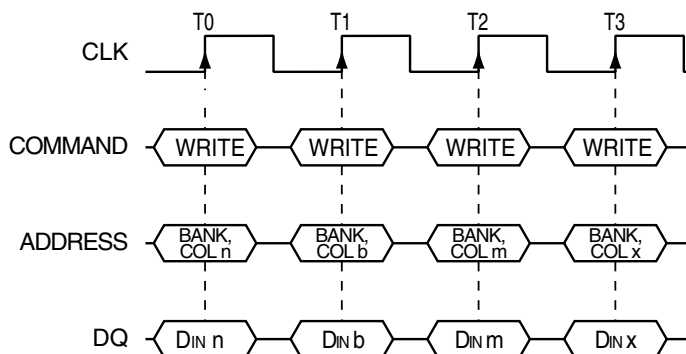 T0 T1 T2 T3
CLK
COMMAND WRITE WRITE WRITE WRITE
ADDRESS BANK, COL n BANK, COL b BANK, COL m BANK, COL x
DQ DIN n DIN b DIN m DIN x